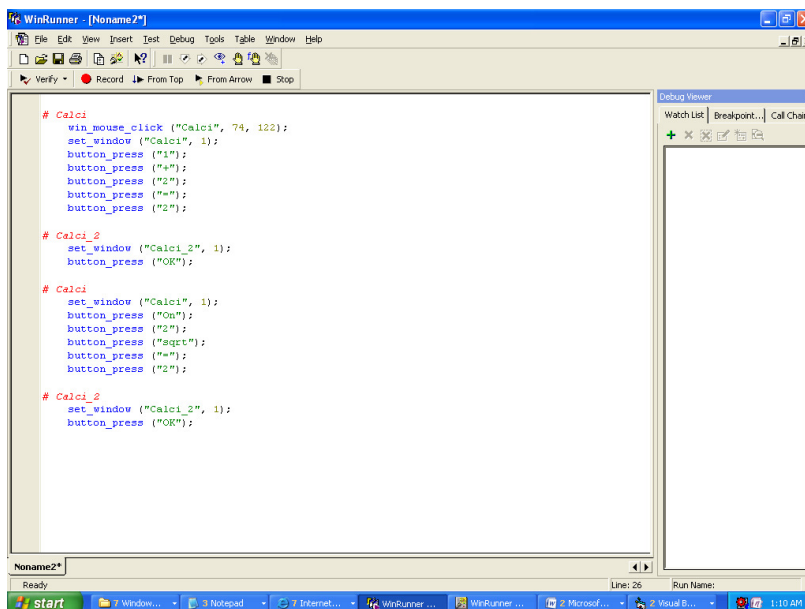 WinRunner - [Noname2*]
File Edit View Insert Test Debug Tools Table Window Help
Verify Record From Top From Arrow Stop
# Calci
win_mouse_click ("Calci", 74, 122);
set_window ("Calci", 1);
button_press ("1");
button_press ("+");
button_press ("2");
button_press ("=");
button_press ("2");
# Calci_2
set_window ("Calci_2", 1);
button_press ("OK");
# Calci
set_window ("Calci", 1);
button_press ("On");
button_press ("2");
button_press ("sqrt");
button_press ("=");
button_press ("2");
# Calci_2
set_window ("Calci_2", 1);
button_press ("OK");
Debug Viewer
Watch List Breakpoint... Call Chain
Noname2*
Ready Line: 26 Run Name:
start 7 Window... 3 Notepad 7 Internet... WinRunner ... WinRunner ... 2 Microsof... 2 Visual B... 1:10 AM